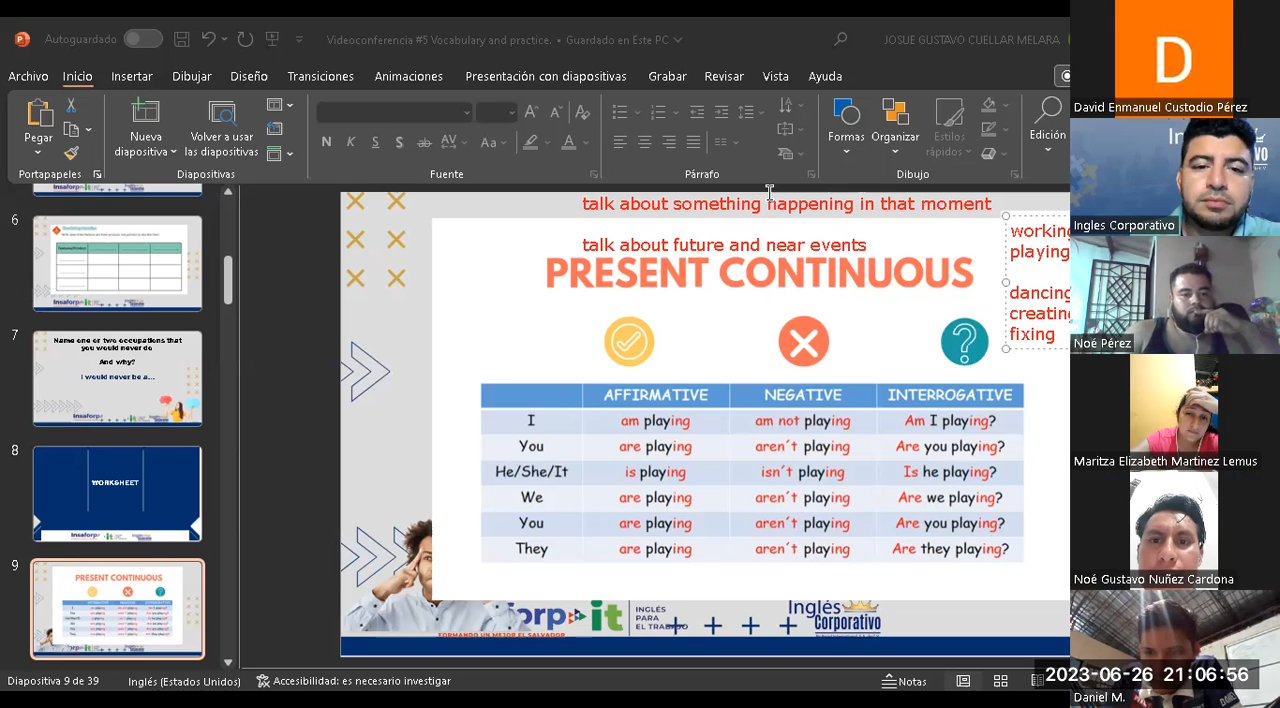 Autoguardado
Videoconferencia #5 Vocabulary and practice. • Guardado en Este PC
JOSUE GUSTAVO CUELLAR MELARA
Archivo Inicio Insertar Dibujar Diseño Transiciones Animaciones Presentación con diapositivas Grabar Revisar Vista Ayuda
Pegar
Nueva diapositiva
Volver a usar las diapositivas
N K S S ab AV Aa A
Formas
Organizar
Estilos rápidos
Edición
Portapapeles
Diapositivas
Fuente
Párrafo
Dibujo
6
7
Name one or two occupations that
you would never do
And why?
I would never be a...
8
WORKSHEET
9
PRESENT CONTINUOUS
talk about something happening in that moment
talk about future and near events
PRESENT CONTINUOUS
working
playing
dancing
creating
fixing
AFFIRMATIVE NEGATIVE INTERROGATIVE
I am playing am not playing Am I playing?
You are playing aren´t playing Are you playing?
He/She/It is playing isn´t playing Is he playing?
We are playing aren´t playing Are we playing?
You are playing aren´t playing Are you playing?
They are playing aren´t playing Are they playing?
orp it
INGLÉS
PARA
EL TRABAJO
FORMANDO UN MEJOR EL SALVADOR
Inglés
Corporativo
Diapositiva 9 de 39
Inglés (Estados Unidos)
Accesibilidad: es necesario investigar
Notas
D
David Enmanuel Custodio Pérez
Ingles Corporativo
Noé Pérez
Maritza Elizabeth Martinez Lemus
Noé Gustavo Nuñez Cardona
2023-06-26 21:06:56
Daniel M.